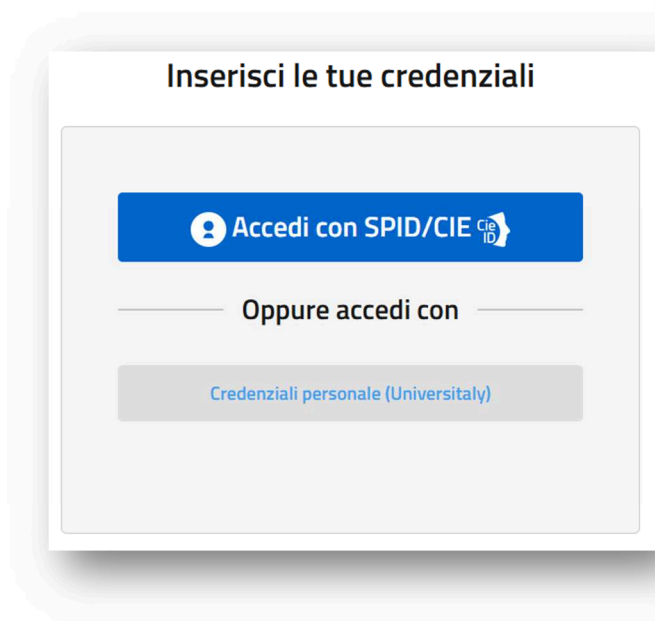 Inserisci le tue credenziali
Accedi con SPID/CIE
Cie
ID
Oppure accedi con
Credenziali personale (Universitaly)